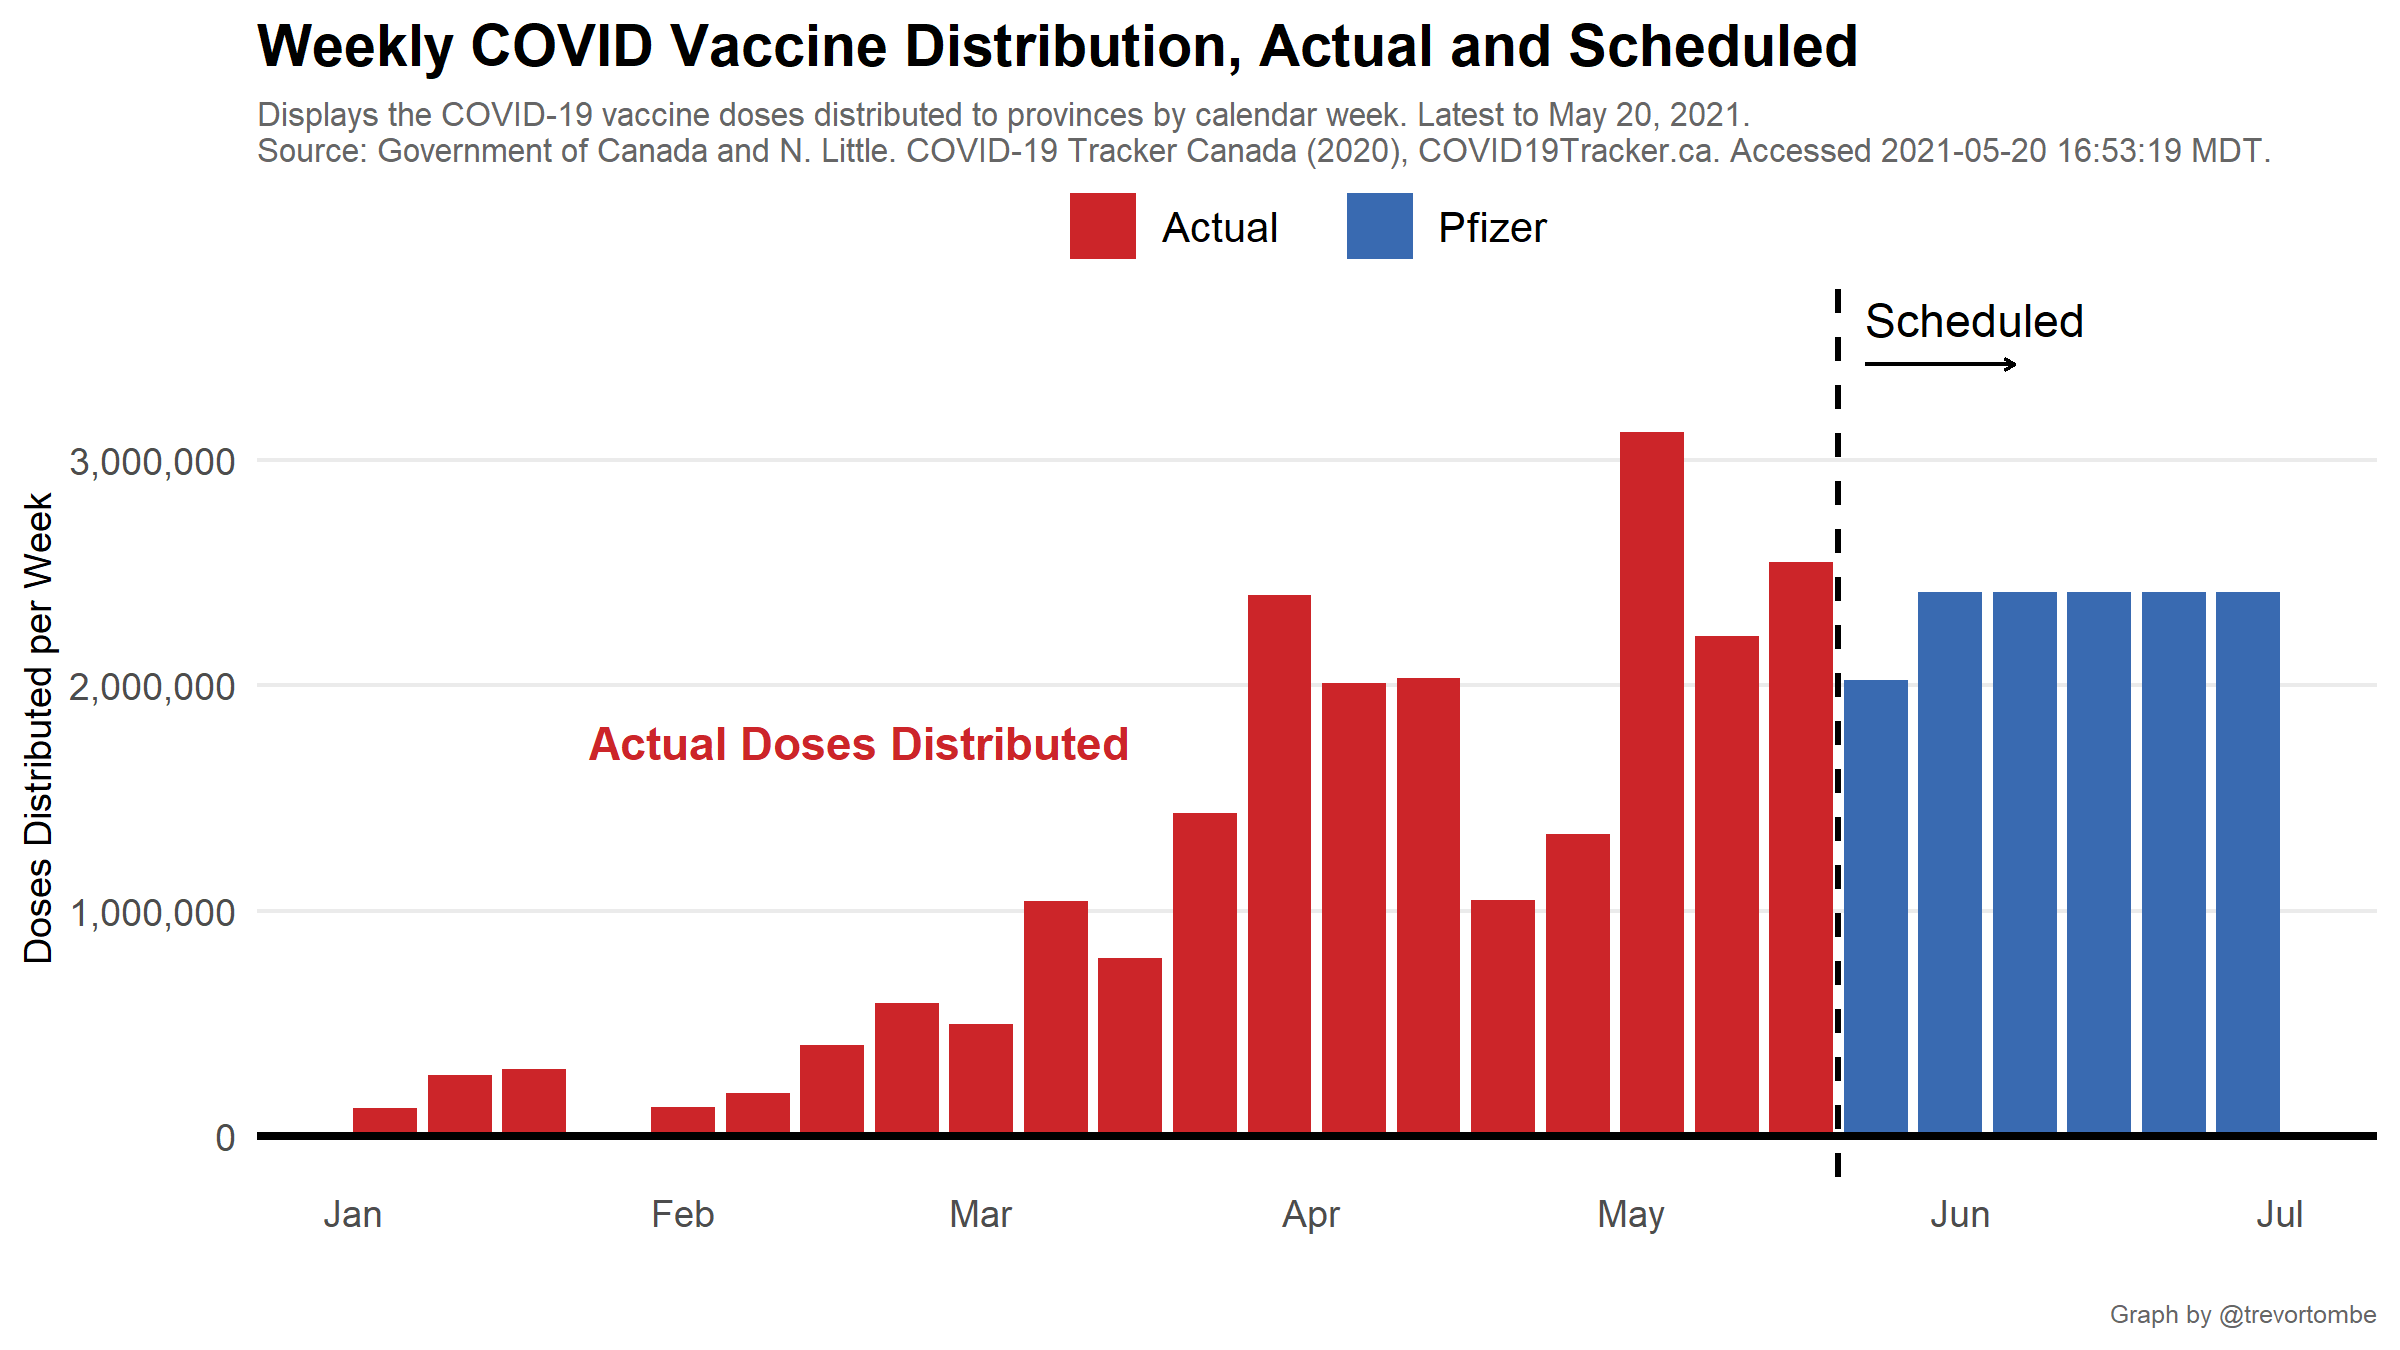 Weekly COVID Vaccine Distribution, Actual and Scheduled
Displays the COVID-19 vaccine doses distributed to provinces by calendar week. Latest to May 20, 2021.
Source: Government of Canada and N. Little. COVID-19 Tracker Canada (2020), COVID19Tracker.ca. Accessed 2021-05-20 16:53:19 MDT.
Actual
Pfizer
Scheduled
Doses Distributed per Week
3,000,000
2,000,000
1,000,000
0
Actual Doses Distributed
Jan
Feb
Mar
Apr
May
Jun
Jul
Graph by @trevortombe